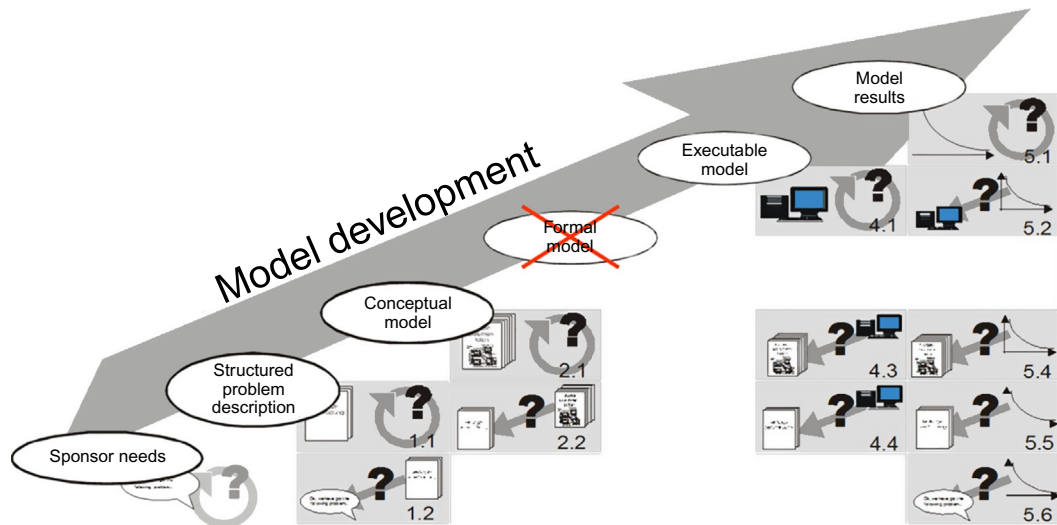 Model
results
5.1
Executable
model
4.1
5.2
Model development
Formal
model
Conceptual
model
2.1
4.3
5.4
Structured
problem
description
1.1
2.2
4.4
5.5
Sponsor needs
1.2
5.6
?
?
?
?
?
?
?
?
?
?
?
?
?
?